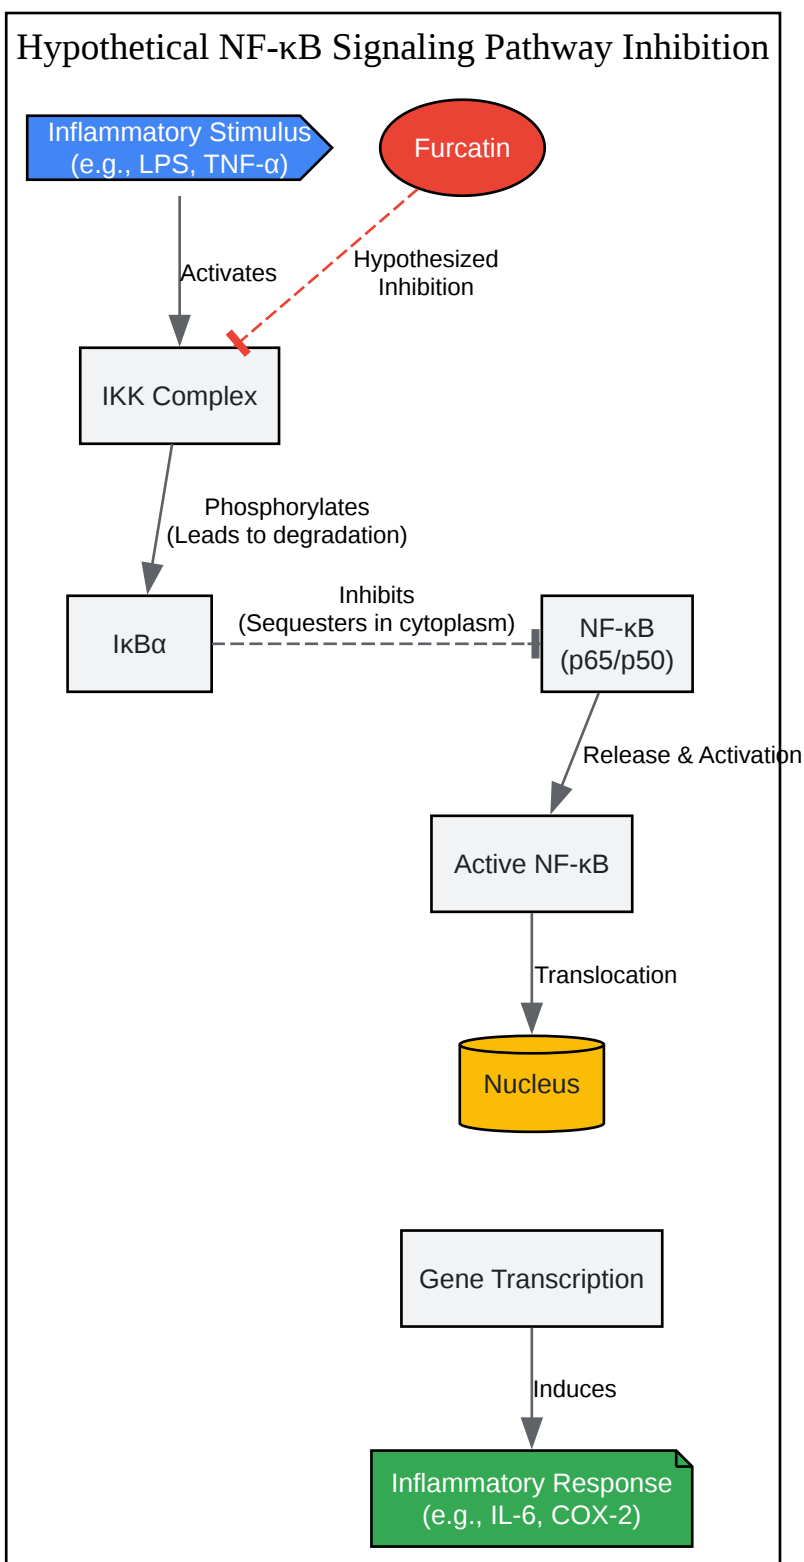 Hypothetical NF-κB Signaling Pathway Inhibition
Inflammatory Stimulus
(e.g., LPS, TNF-α)
Furcatin
Activates
Hypothesized
Inhibition
IKK Complex
Phosphorylates
(Leads to degradation)
IκBα
Inhibits
(Sequesters in cytoplasm)
NF-κB
(p65/p50)
Release & Activation
Active NF-κB
Translocation
Nucleus
Gene Transcription
Induces
Inflammatory Response
(e.g., IL-6, COX-2)